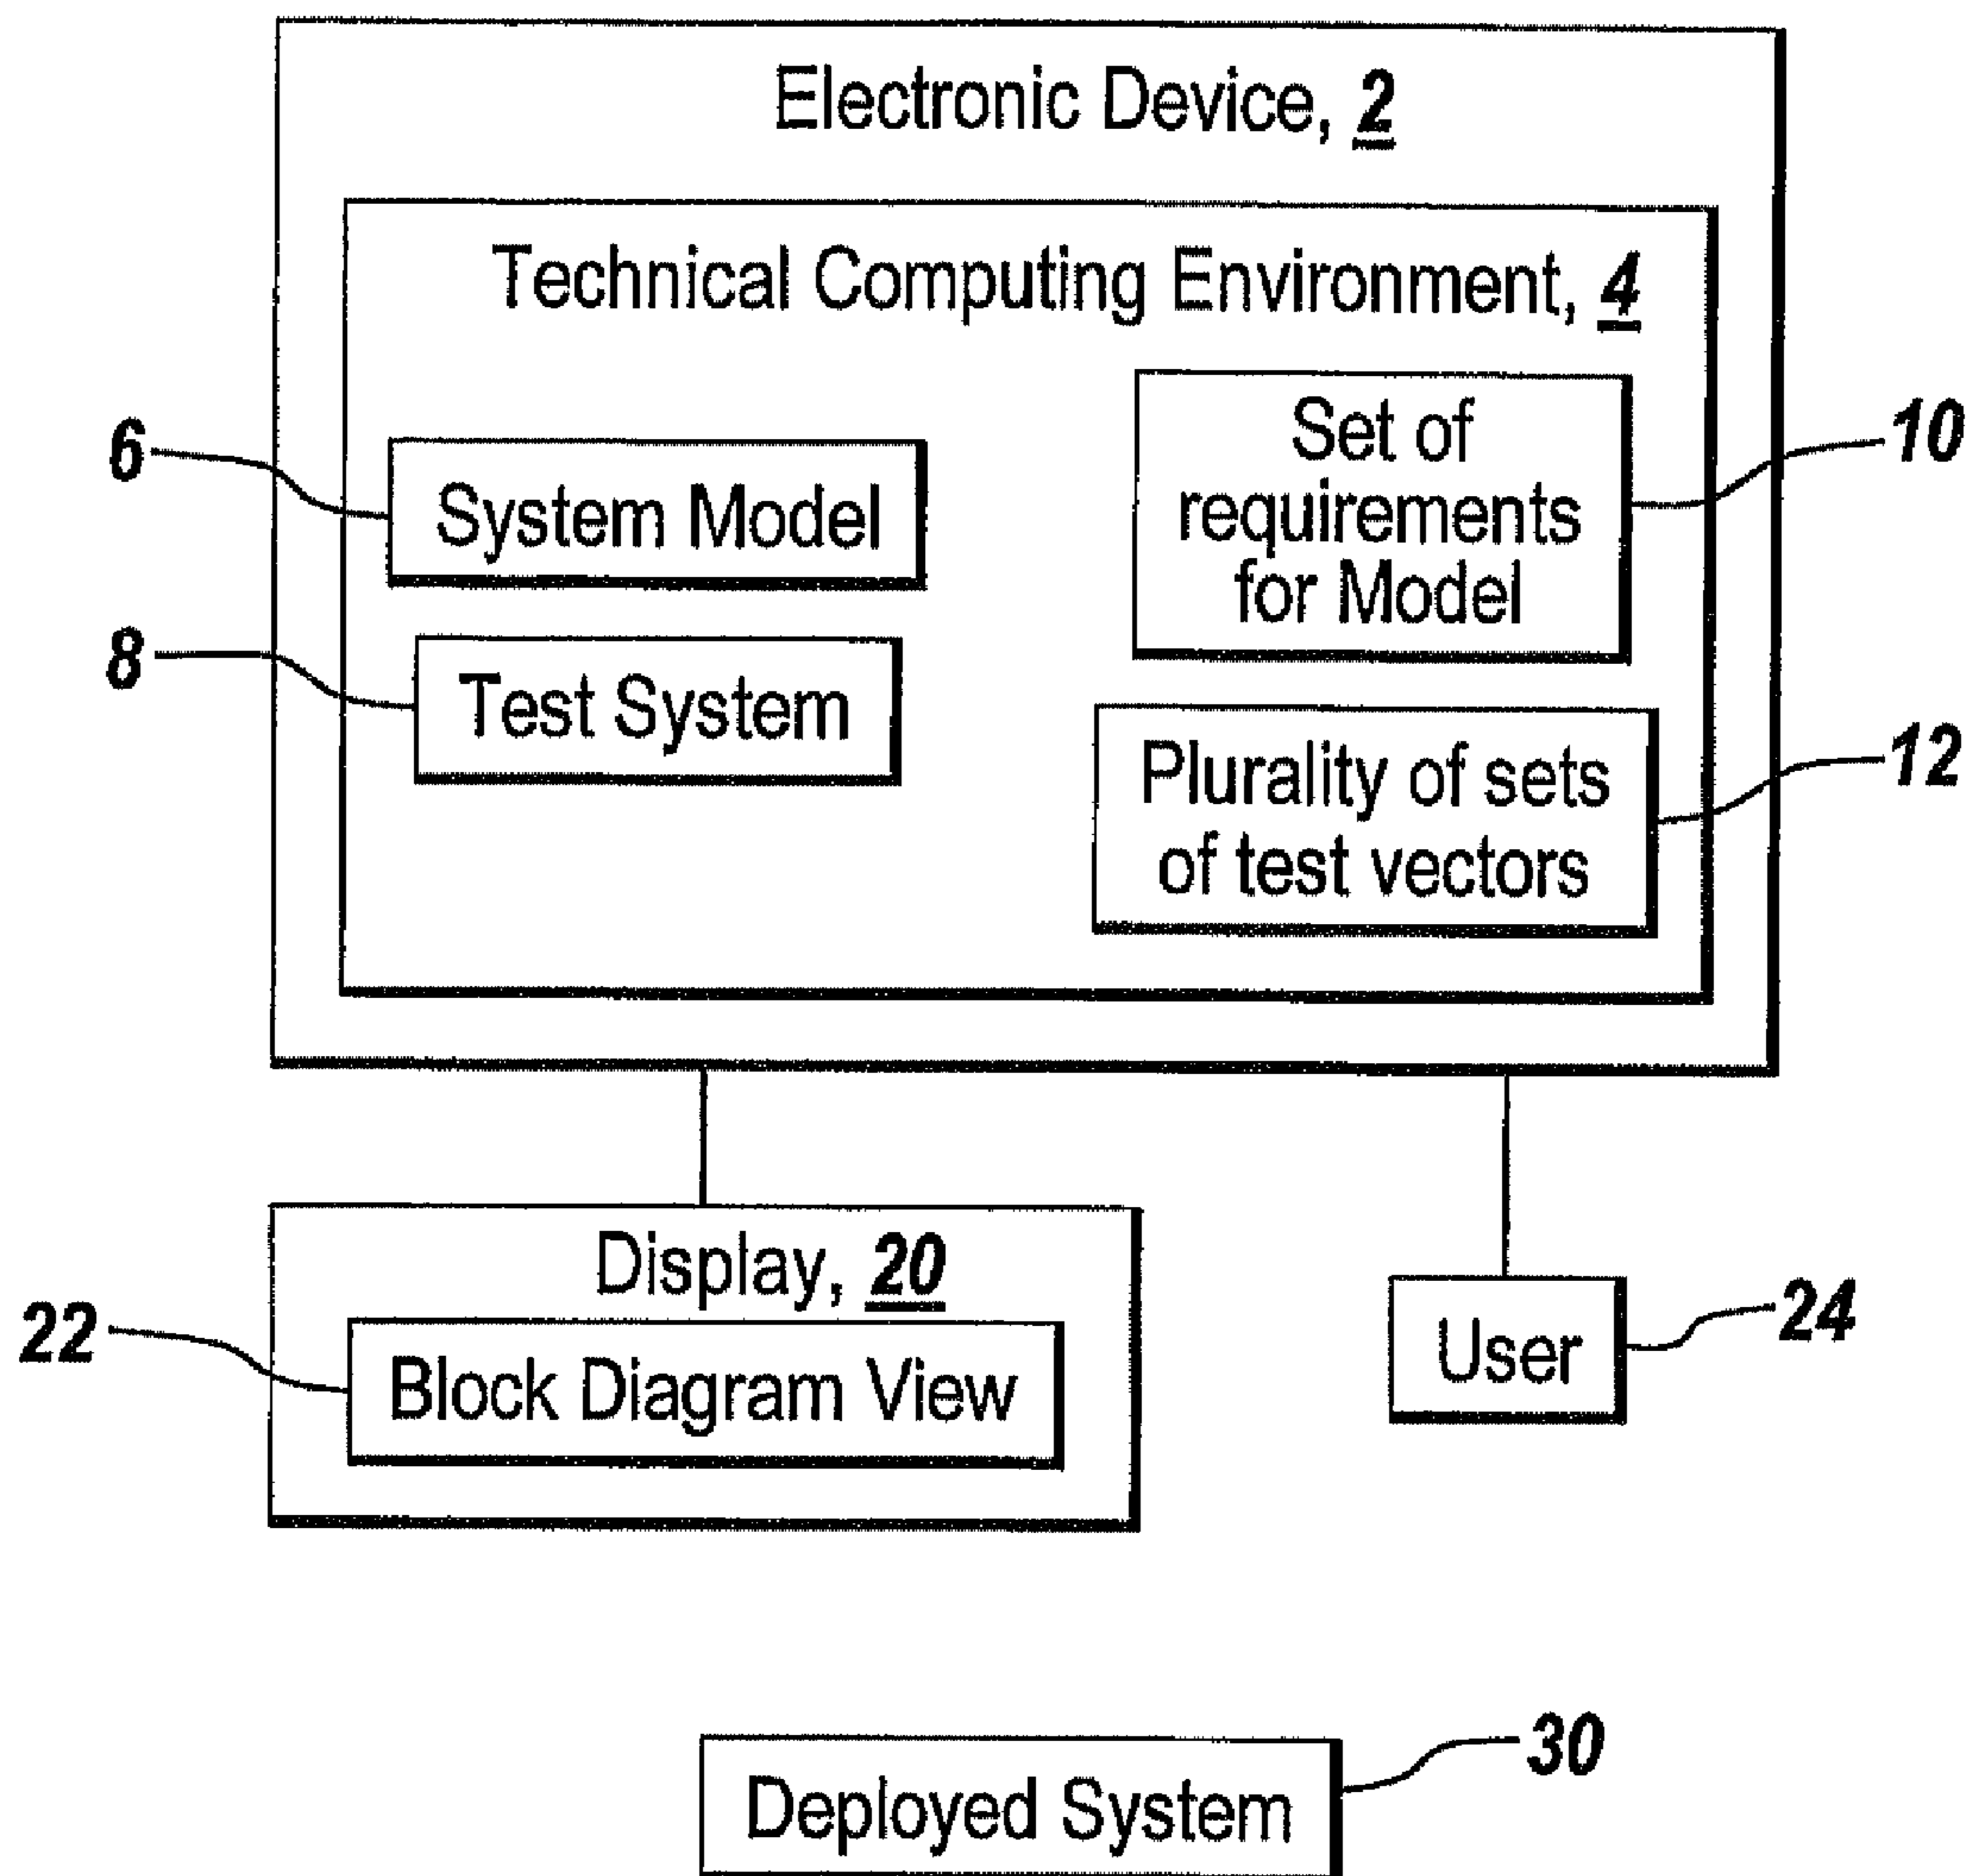 Electronic Device, 2
Technical Computing Environment, 4
6
System Model
Set of
requirements
for Model
10
8
Test System
Plurality of sets
of test vectors
12
Display, 20
22
Block Diagram View
User
24
Deployed System
30